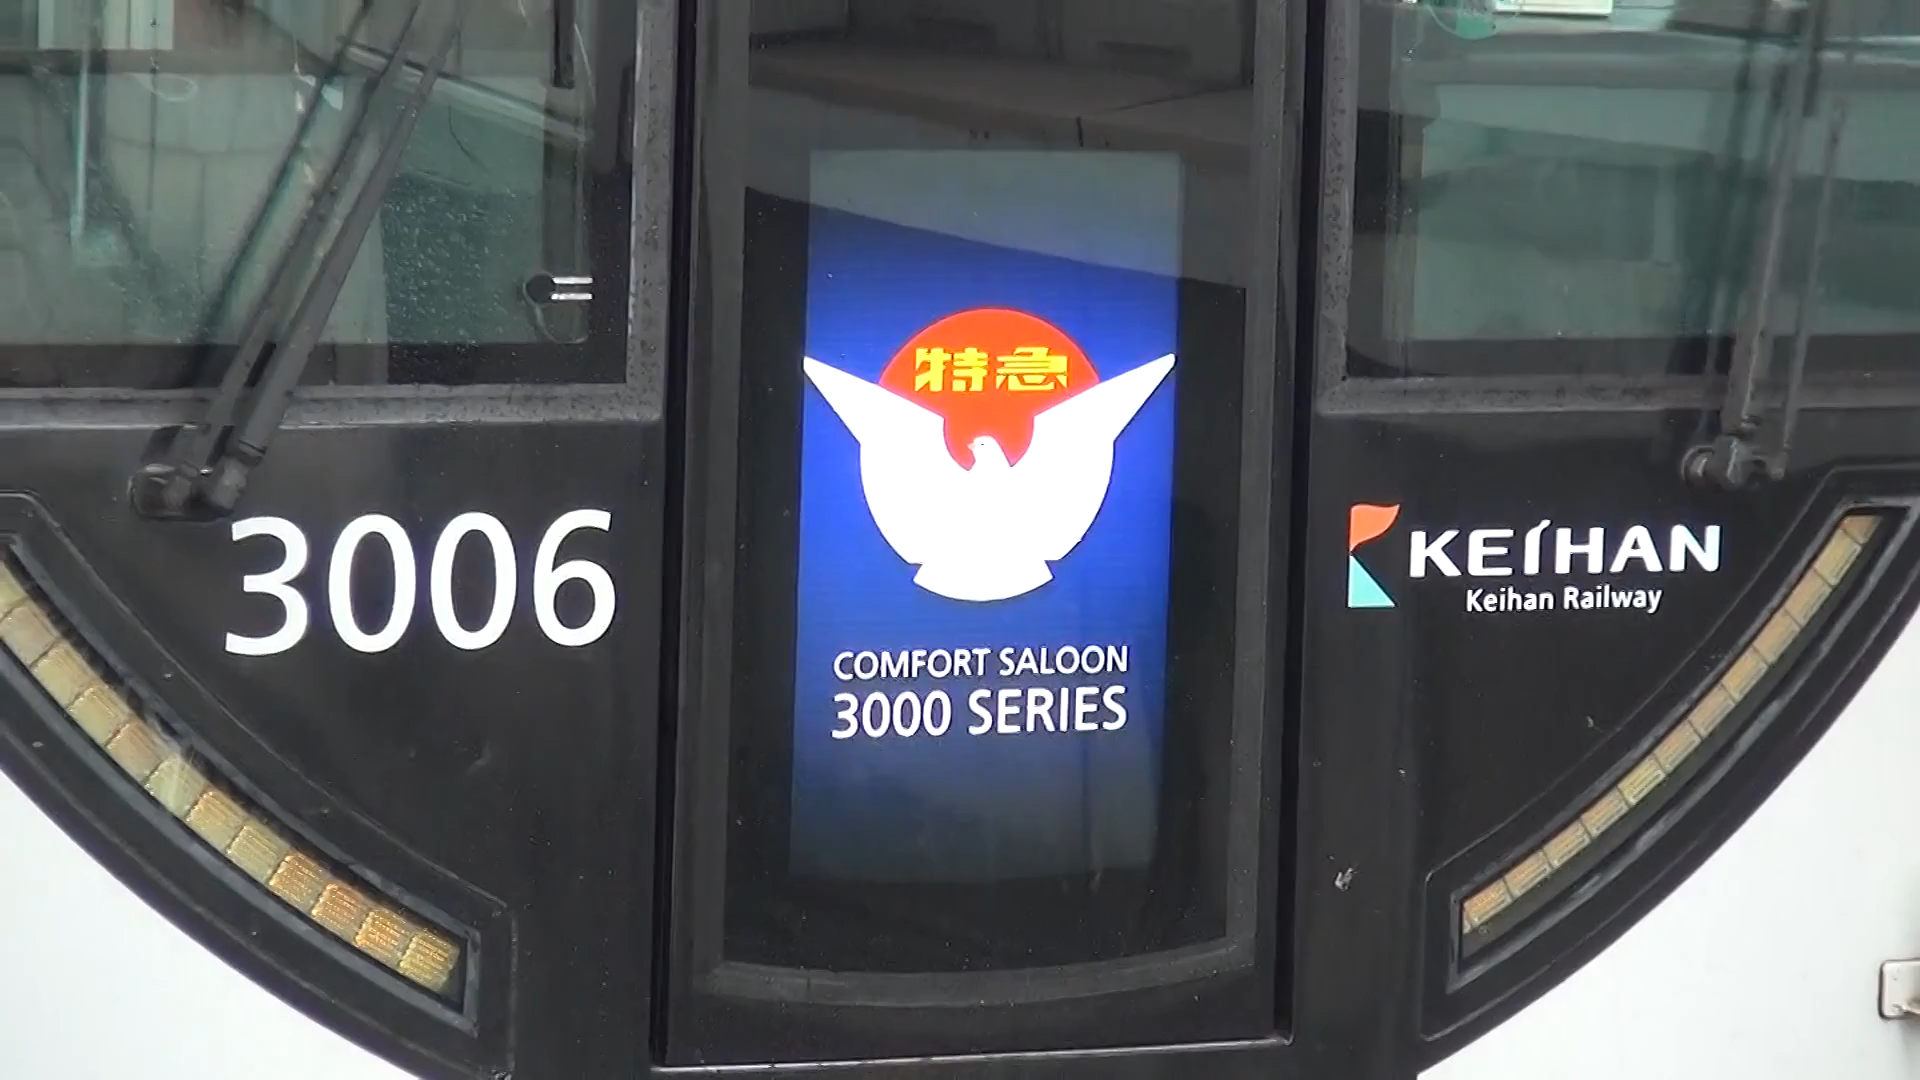 特急
3006
KEIHAN
Keihan Railway
COMFORT SALOON
3000 SERIES